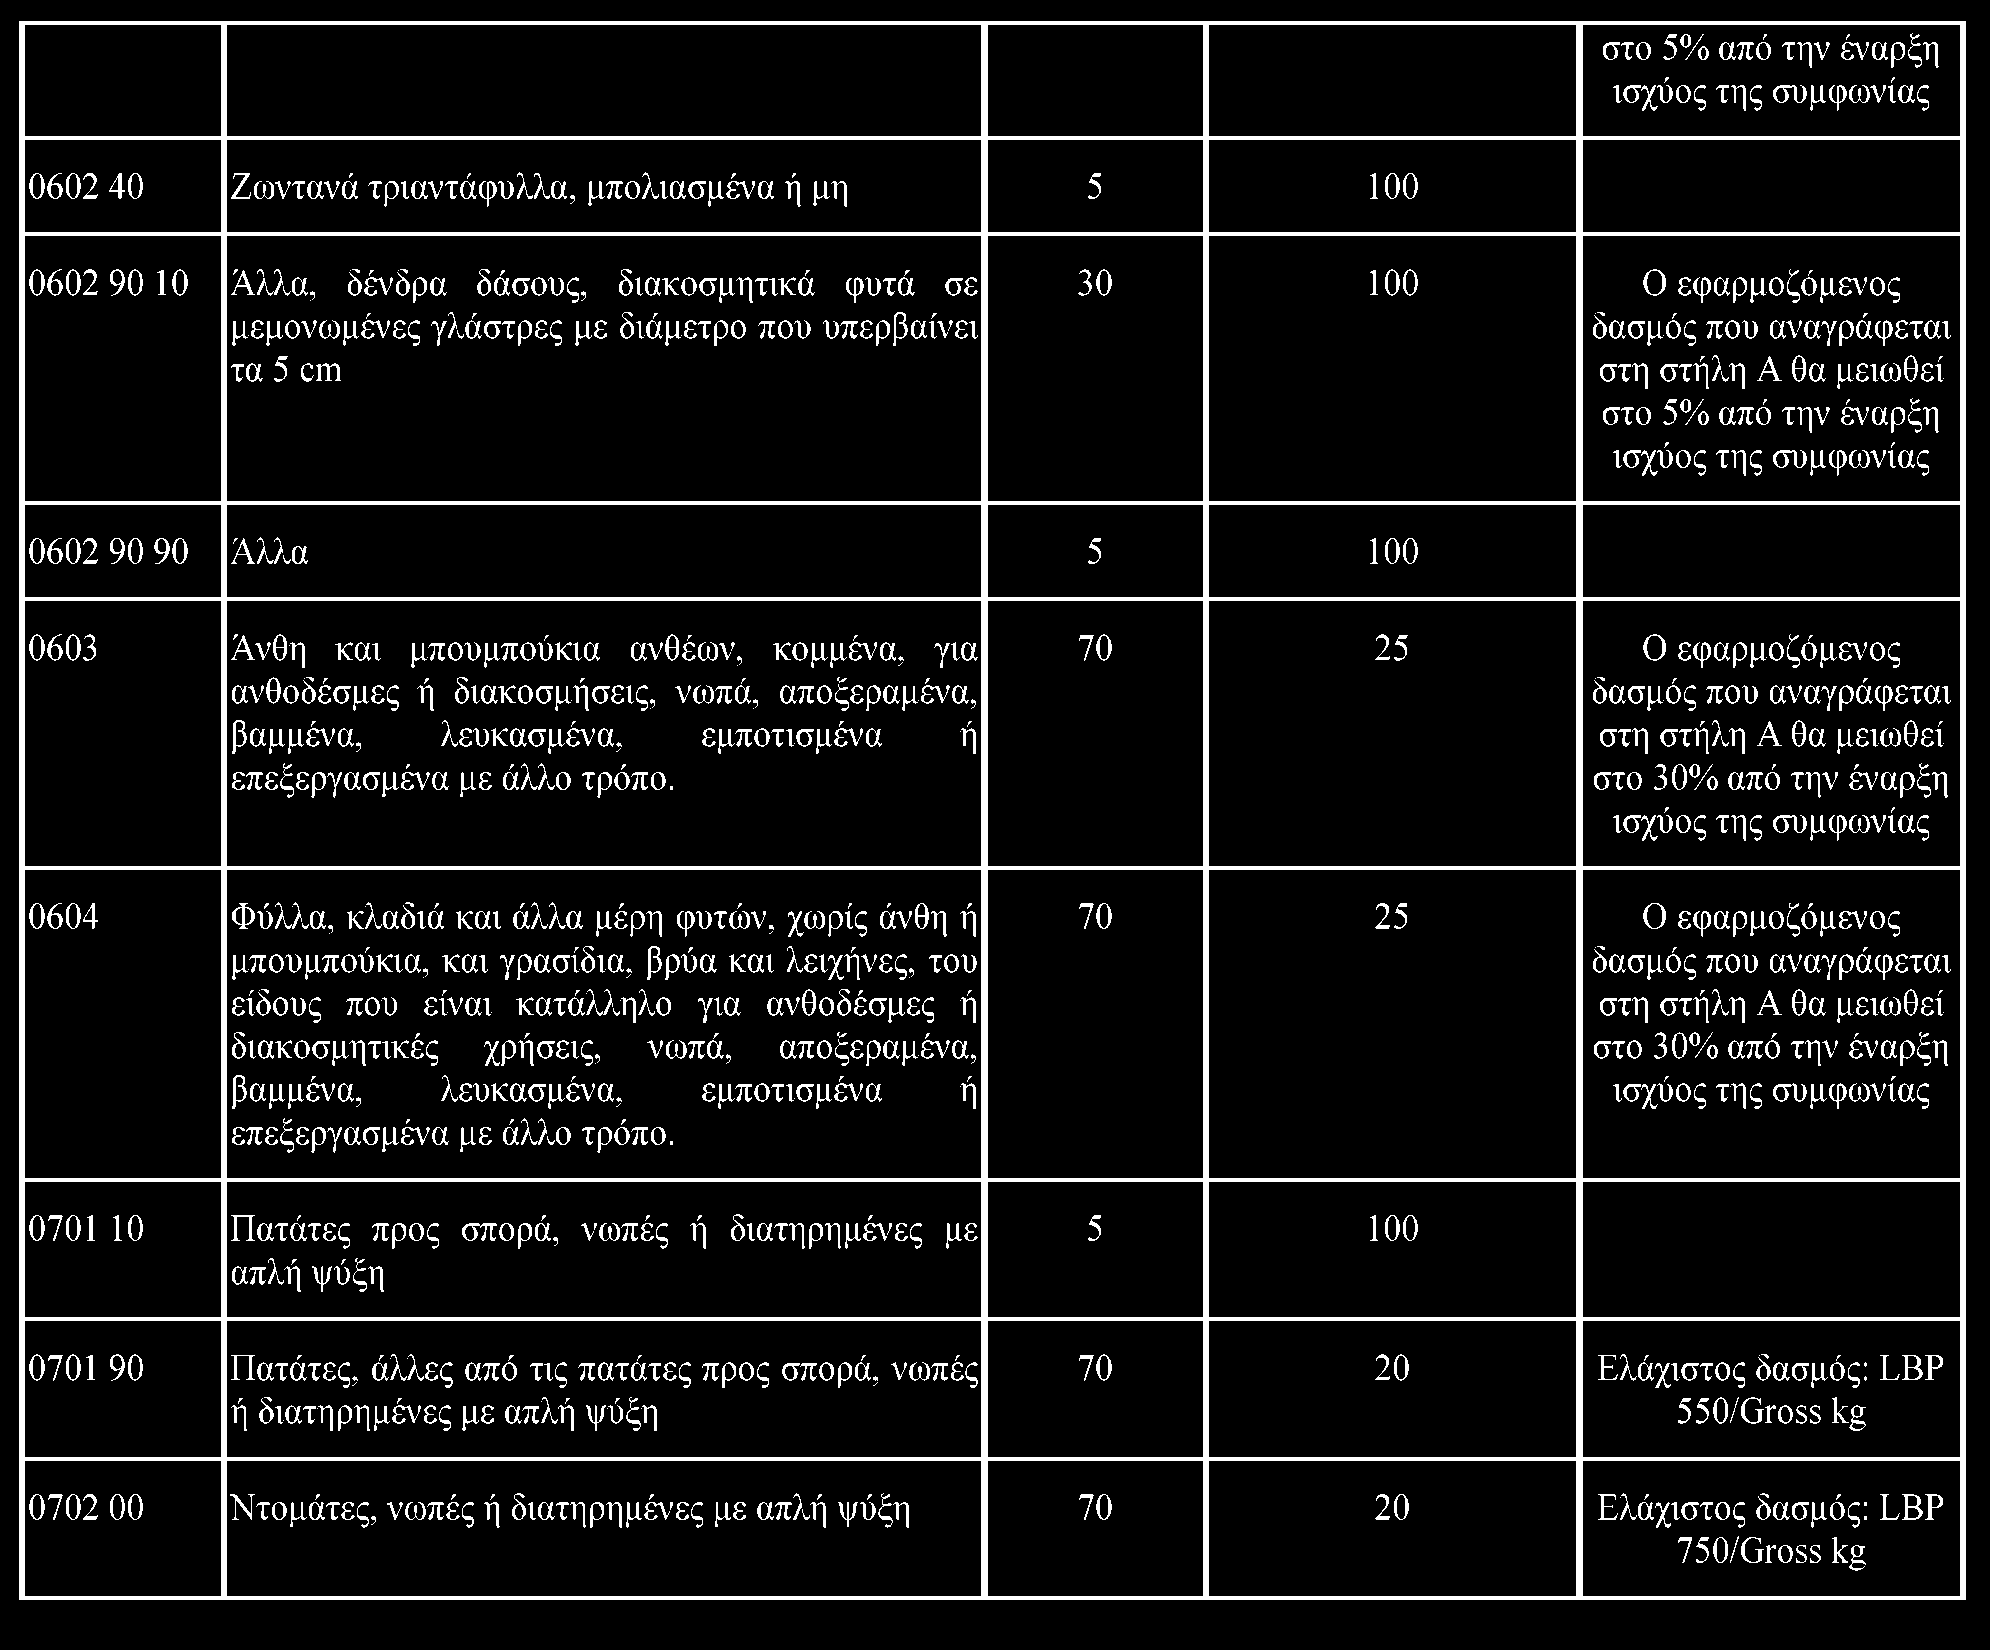 στο 5% από την έναρξη
ισχύος της συμφωνίας
0602 40 Ζωντανά τριαντάφυλλα, μπολιασμένα ή μη 5 100
0602 90 10 Άλλα, δένδρα δάσους, διακοσμητικά φυτά σε 30 100 Ο εφαρμοζόμενος
μεμονωμένες γλάστρες με διάμετρο που υπερβαίνει δασμός που αναγράφεται
τα 5 cm στη στήλη Α θα μειωθεί
στο 5% από την έναρξη
ισχύος της συμφωνίας
0602 90 90 Άλλα 5 100
0603 Άνθη και μπουμπούκια ανθέων, κομμένα, για 70 25 Ο εφαρμοζόμενος
ανθοδέσμες ή διακοσμήσεις, νωπά, αποξεραμένα, δασμός που αναγράφεται
βαμμένα, λευκασμένα, εμποτισμένα ή στη στήλη Α θα μειωθεί
επεξεργασμένα με άλλο τρόπο. στο 30% από την έναρξη
ισχύος της συμφωνίας
0604 Φύλλα, κλαδιά και άλλα μέρη φυτών, χωρίς άνθη ή 70 25 Ο εφαρμοζόμενος
μπουμπούκια, και γρασίδια, βρύα και λειχήνες, του δασμός που αναγράφεται
είδους που είναι κατάλληλο για ανθοδέσμες ή στη στήλη Α θα μειωθεί
διακοσμητικές χρήσεις, νωπά, αποξεραμένα, στο 30% από την έναρξη
βαμμένα, λευκασμένα, εμποτισμένα ή ισχύος της συμφωνίας
επεξεργασμένα με άλλο τρόπο.
0701 10 Πατάτες προς σπορά, νωπές ή διατηρημένες με 5 100
απλή ψύξη
0701 90 Πατάτες, άλλες από τις πατάτες προς σπορά, νωπές 70 20 Ελάχιστος δασμός: LBP
ή διατηρημένες με απλή ψύξη 550/Gross kg
0702 00 Ντομάτες, νωπές ή διατηρημένες με απλή ψύξη 70 20 Ελάχιστος δασμός: LBP
750/Gross kg